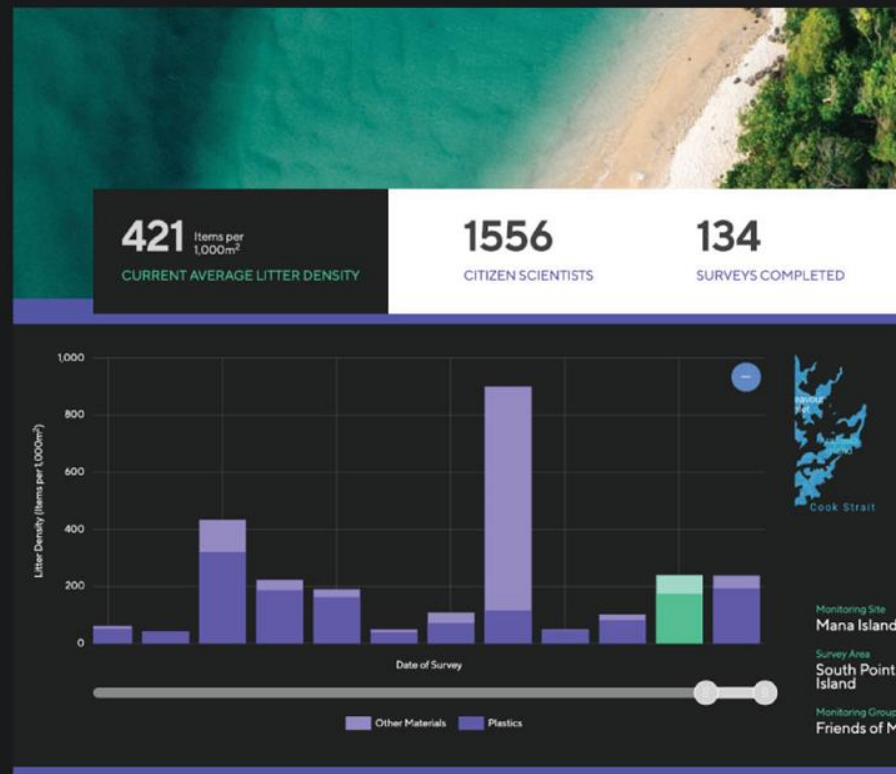 421 Items per
1,000m²
CURRENT AVERAGE LITTER DENSITY
1556
CITIZEN SCIENTISTS
134
SURVEYS COMPLETED
1,000
800
600
400
200
0
Litter Density (Items per 1,000m²)
Date of Survey
Other Materials
Plastics
Cook Strait
Monitoring Site
Mana Island
Survey Area
South Point
Island
Monitoring Group
Friends of M